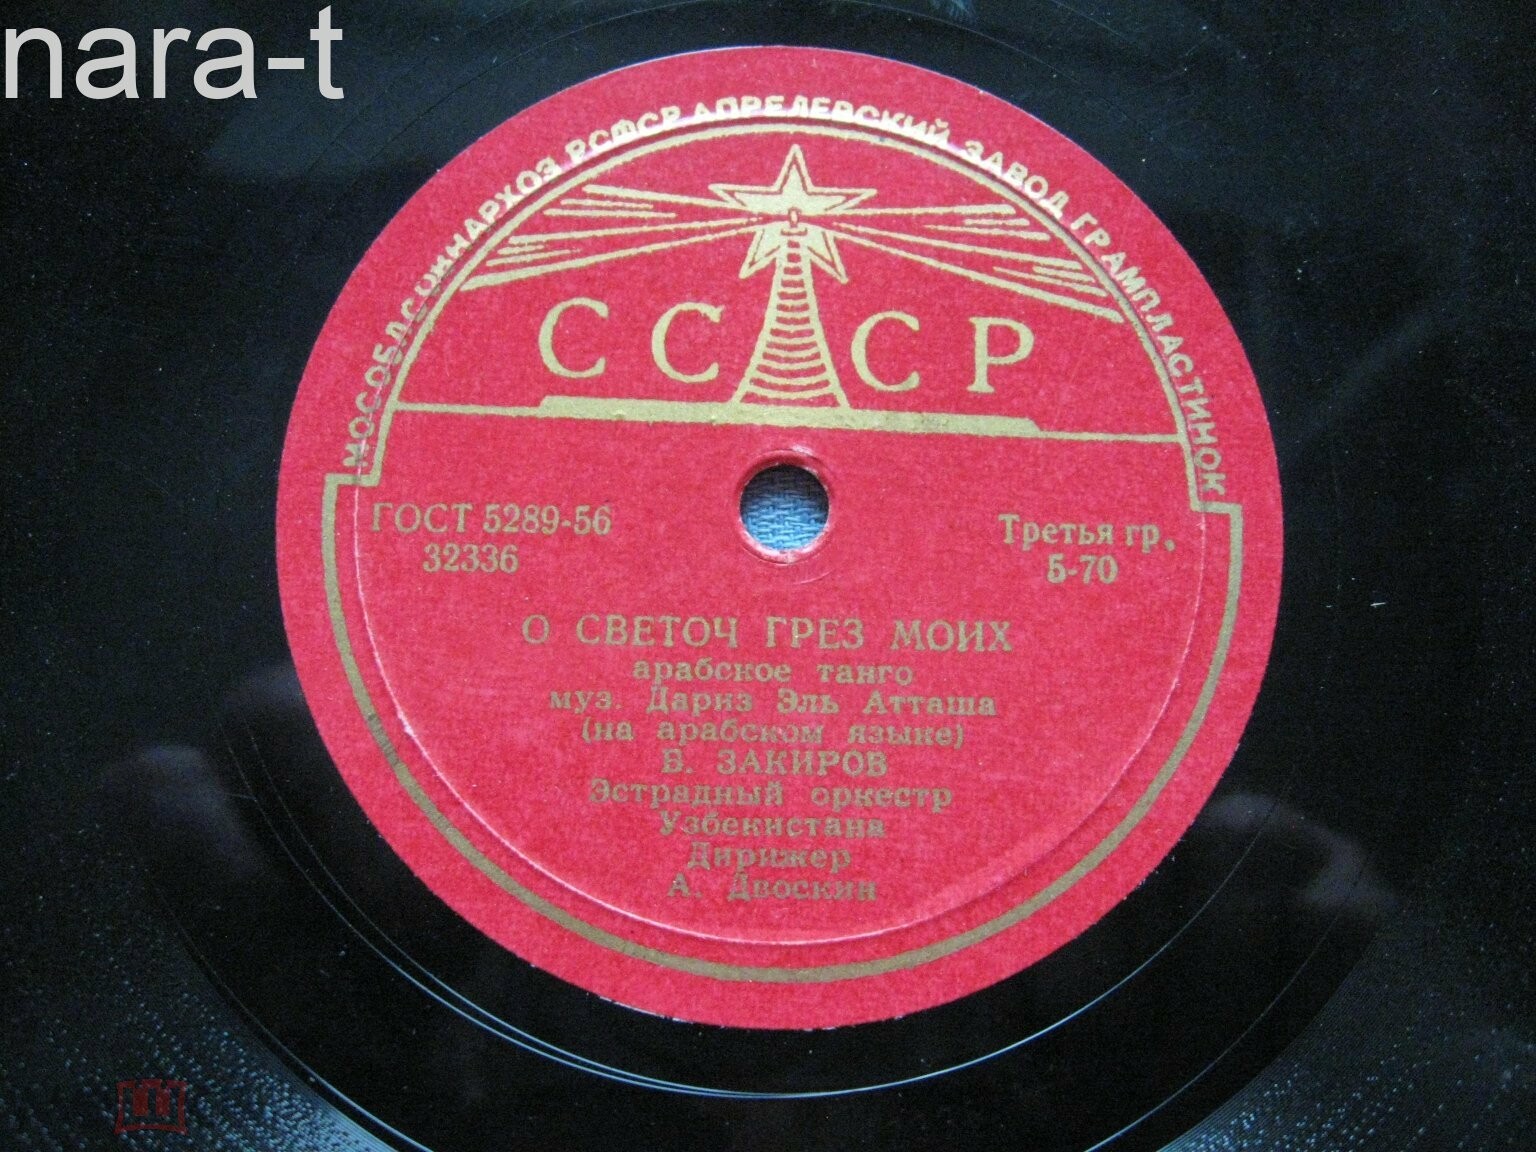 nara-t
МОСОБЛСОВНАРХОЗ РСФСР АПРЕЛЕВСКИЙ ЗАВОД ГРАМПЛАСТИНОК
СССР
ГОСТ 5289-56
32336
Третья гр.
Б-70
О СВЕТОЧ ГРЕЗ МОИХ
арабское танго
муз. Дариз Эль Атташа
(на арабском языке)
Б. ЗАКИРОВ
Эстрадный оркестр
Узбекистана
Дирижер
А. Двоскин